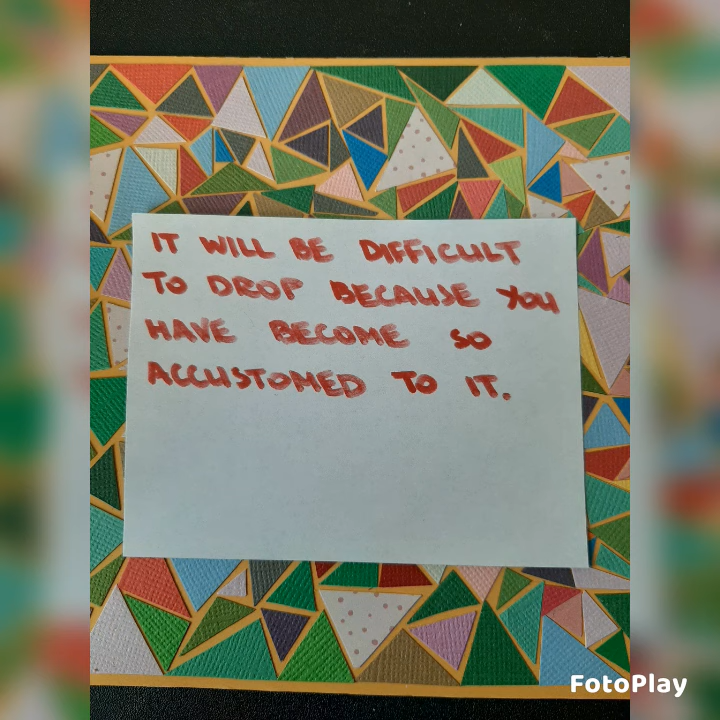 IT WILL BE DIFFICULT
TO DROP BECAUSE YOU
HAVE BECOME SO
ACCUSTOMED TO IT.
FotoPlay